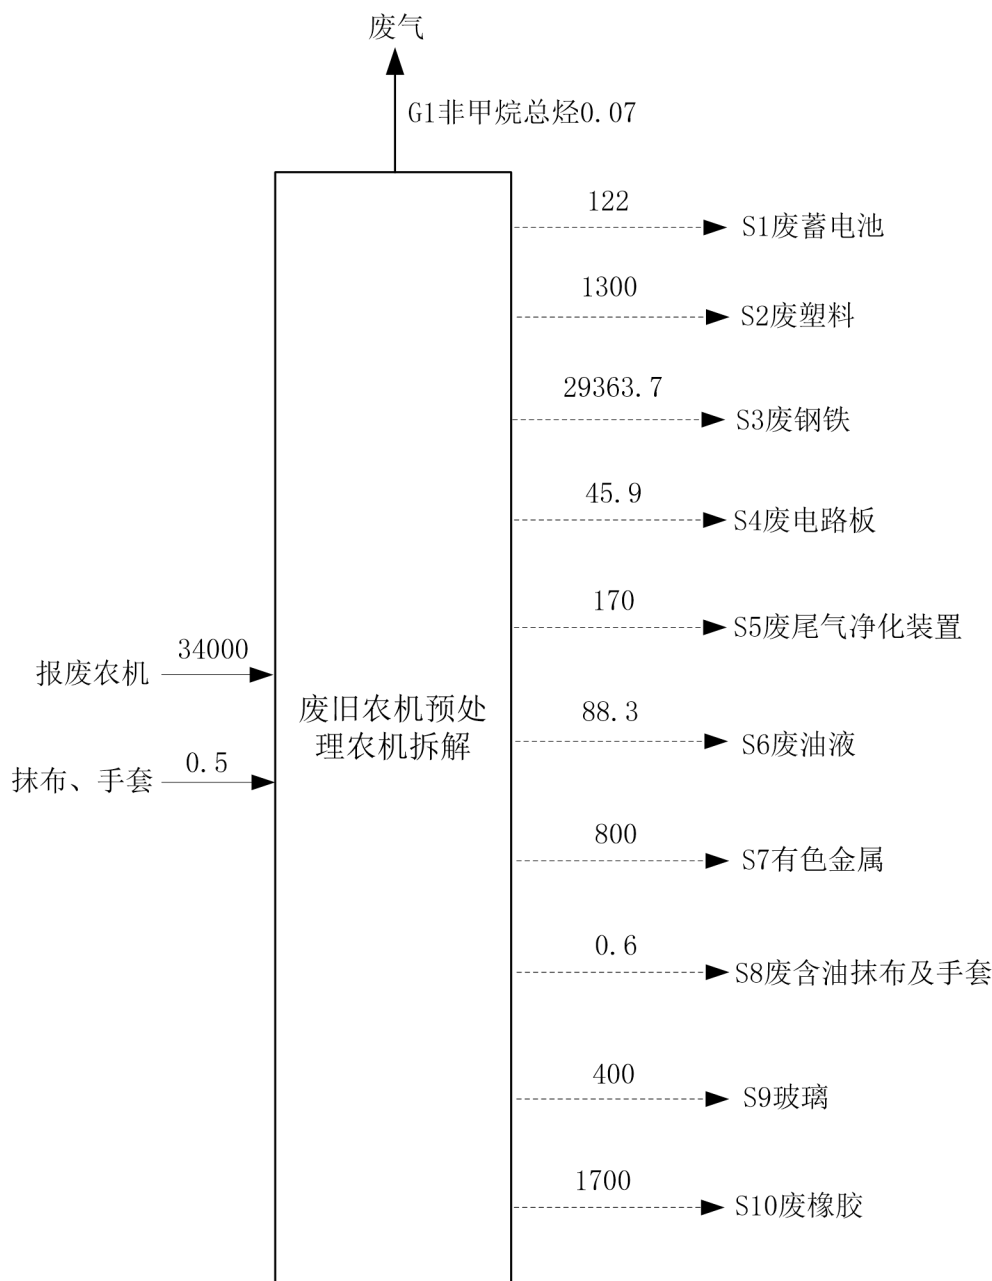 废气
G1非甲烷总烃0.07
122
S1废蓄电池
1300
S2废塑料
29363.7
S3废钢铁
45.9
S4废电路板
170
S5废尾气净化装置
34000
报废农机
废旧农机预处
理农机拆解
88.3
S6废油液
0.5
抹布、手套
800
S7有色金属
0.6
S8废含油抹布及手套
400
S9玻璃
1700
S10废橡胶